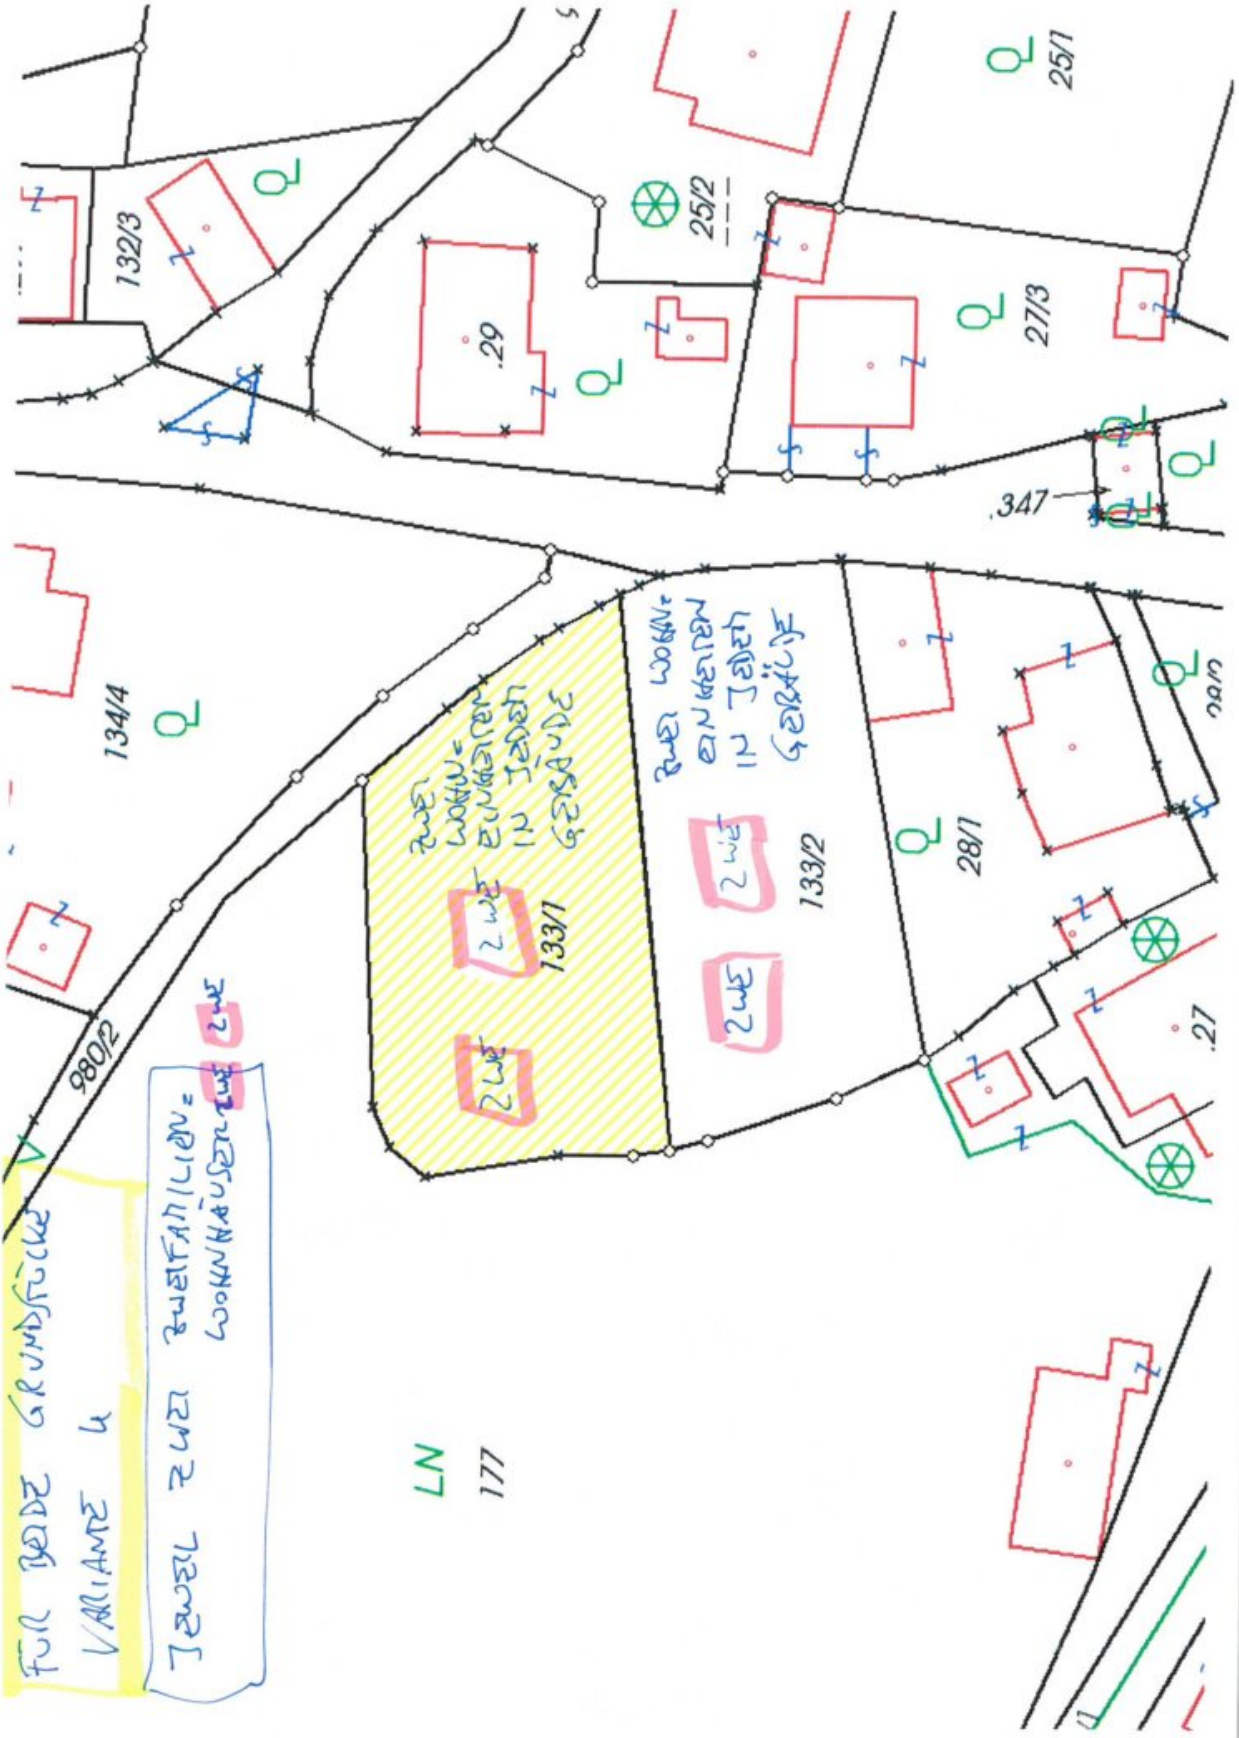 FÜR BEIDE GRUNDSTÜCKE
VARIANTE 4
JEWEIL ZWEI ZWEIFAMILIEN=
WOHNHÄUSER 2WE 2WE
980/2
V
134/4
132/3
.29
25/2
25/1
27/3
.347
ZWEI
WOHN=
EINHEITEN
IN JEDEM
GEBÄUDE
2WE
2WE
133/1
ZWEI WOHN=
EINHEITEN
IN JEDEM
GEBÄUDE
2WE
2WE
133/2
28/1
.27
LN
177